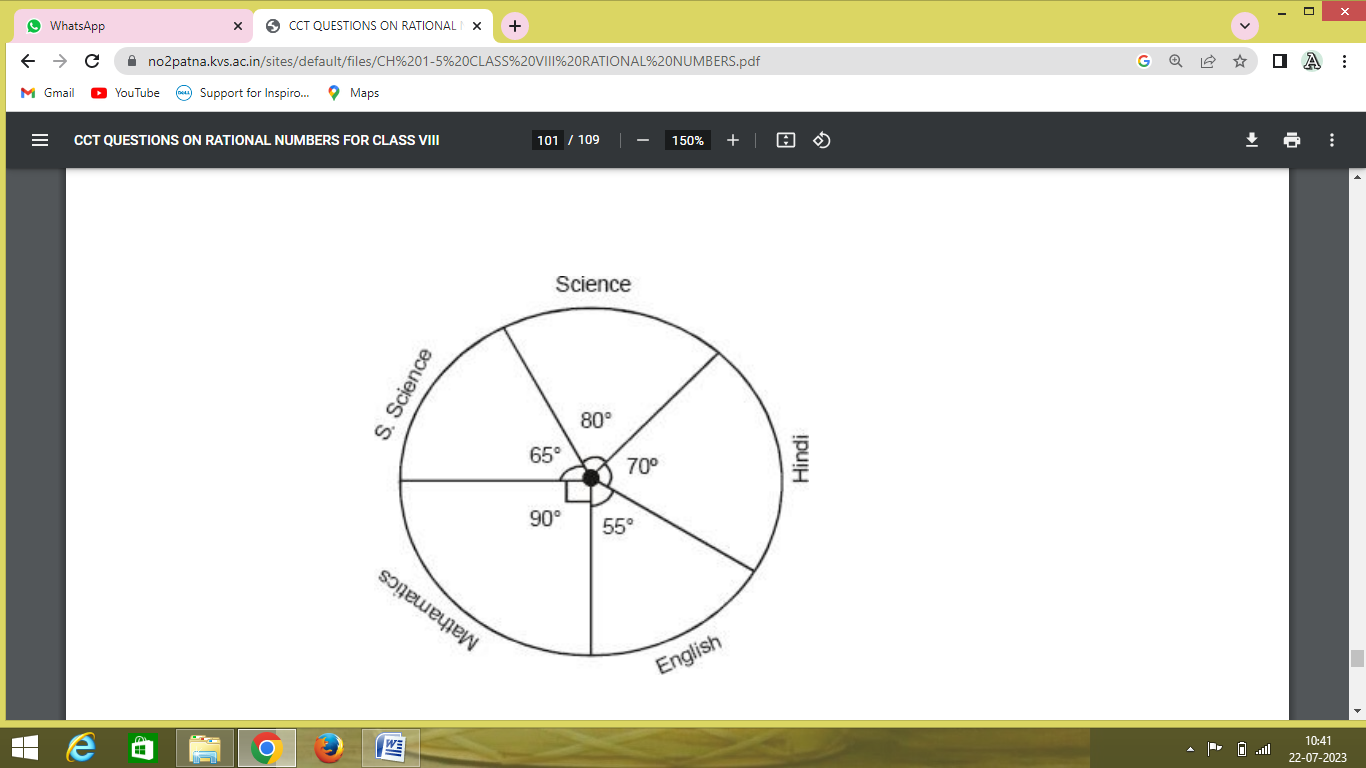 WhatsApp
CCT QUESTIONS ON RATIONAL
no2patna.kvs.ac.in/sites/default/files/CH%201-5%20CLASS%20VIII%20RATIONAL%20NUMBERS.pdf
Gmail YouTube Support for Inspiro... Maps
CCT QUESTIONS ON RATIONAL NUMBERS FOR CLASS VIII 101 / 109 150%
Science
S. Science
80°
65°
70°
Hindi
90°
55°
Mathamatics
English
10:41
22-07-2023